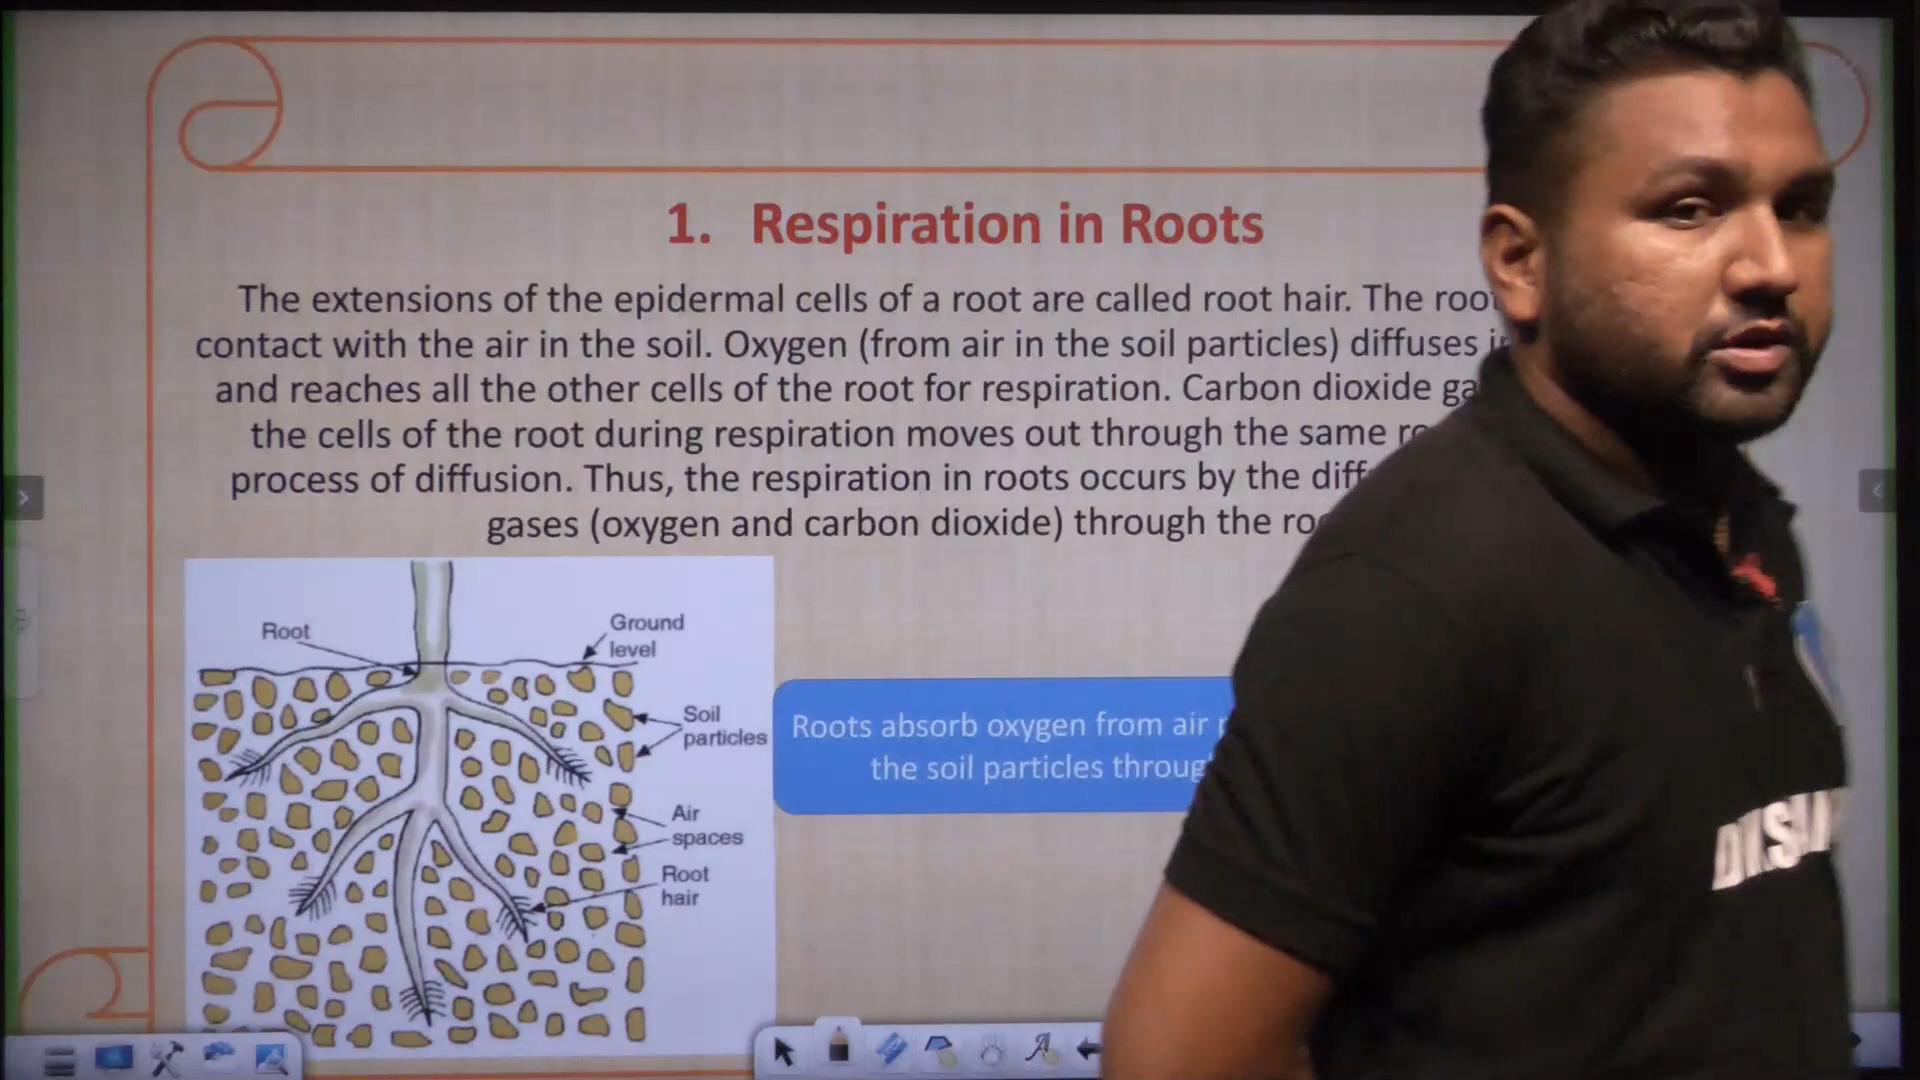 1. Respiration in Roots
The extensions of the epidermal cells of a root are called root hair. The
contact with the air in the soil. Oxygen (from air in the soil particles) diffuses
and reaches all the other cells of the root for respiration. Carbon dioxide
the cells of the root during respiration moves out through the same
process of diffusion. Thus, the respiration in roots occurs by the
gases (oxygen and carbon dioxide) through the
Root
Ground
level
Soil
particles
Air
spaces
Root
hair
Roots absorb oxygen from air
the soil particles